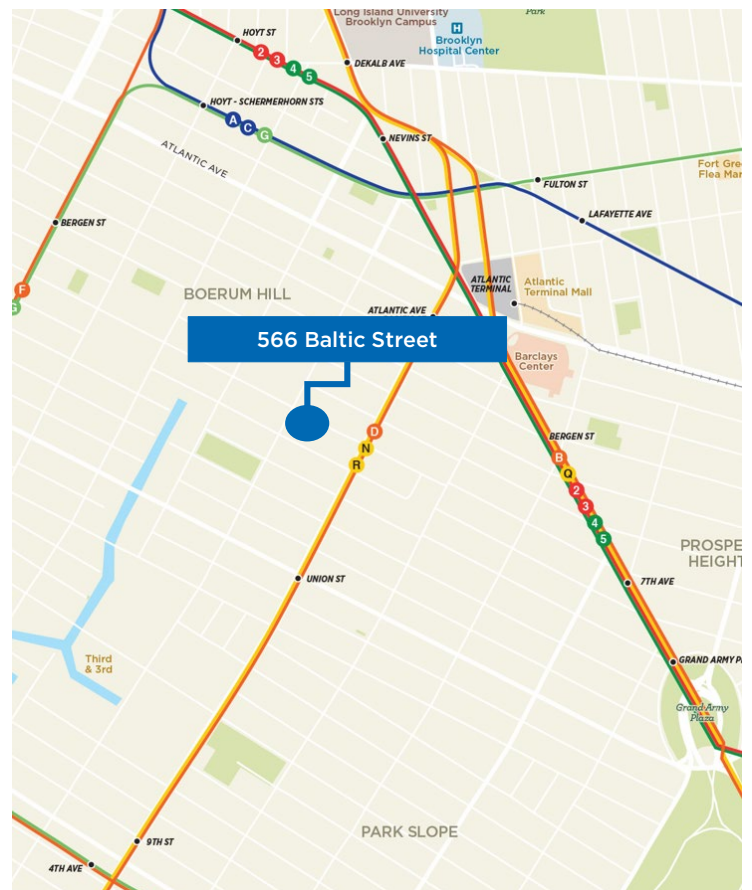 Long Island University
Brooklyn Campus
Park
HOYT ST
H
Brooklyn
Hospital Center
2
3
4
5
DEKALB AVE
HOYT - SCHERMERHORN STS
A
C
G
NEVINS ST
ATLANTIC AVE
FULTON ST
Fort Gre
Flea Mar
LAFAYETTE AVE
BERGEN ST
F
G
BOERUM HILL
ATLANTIC
TERMINAL
Atlantic
Terminal Mall
ATLANTIC AVE
566 Baltic Street
Barclays
Center
D
N
R
BERGEN ST
B
Q
2
3
4
5
PROSPE
HEIGHT
UNION ST
7TH AVE
Third
& 3rd
GRAND ARMY P
Grand Army
Plaza
PARK SLOPE
9TH ST
4TH AVE